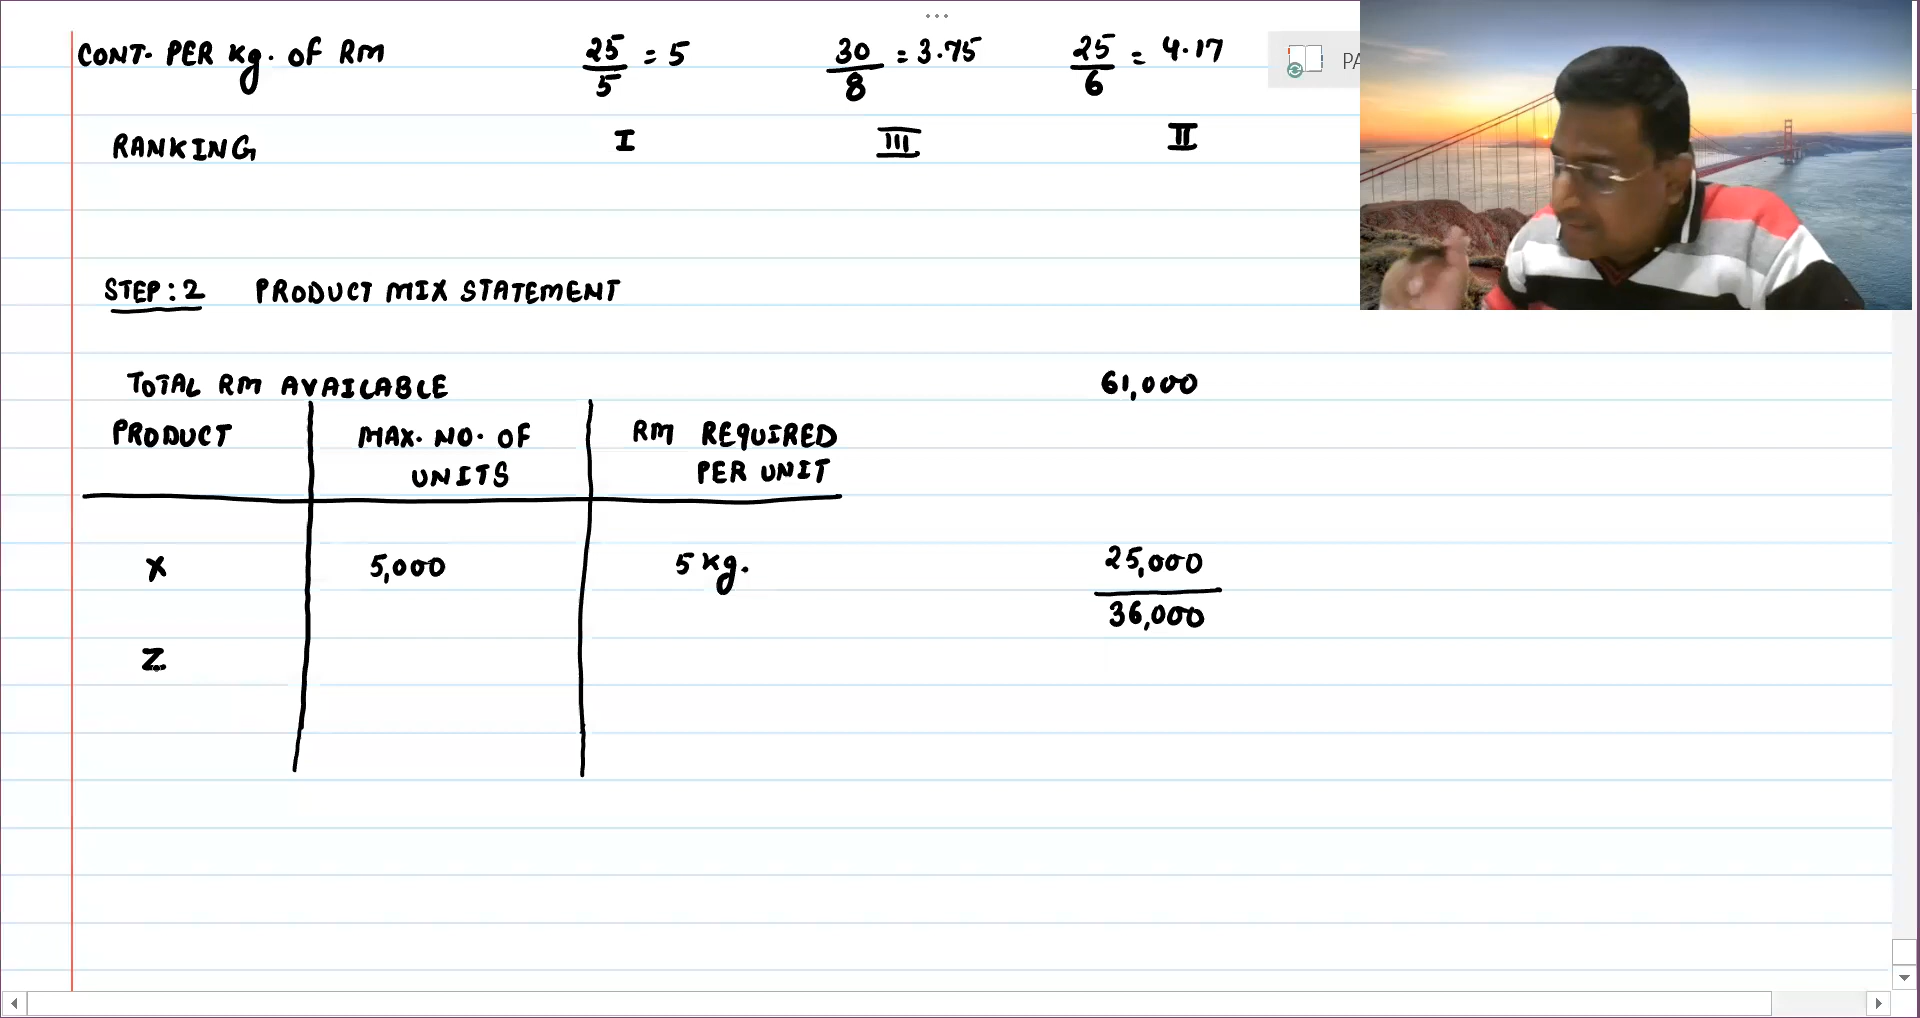 CONT. PER kg. of RM 25/5 = 5 30/8 = 3.75 25/6 = 4.17
PA
RANKING I III II
STEP: 2 PRODUCT MIX STATEMENT
TOTAL RM AVAILABLE 61,000
PRODUCT MAX. NO. OF UNITS RM REQUIRED PER UNIT
X 5,000 5 kg. 25,000
36,000
Z